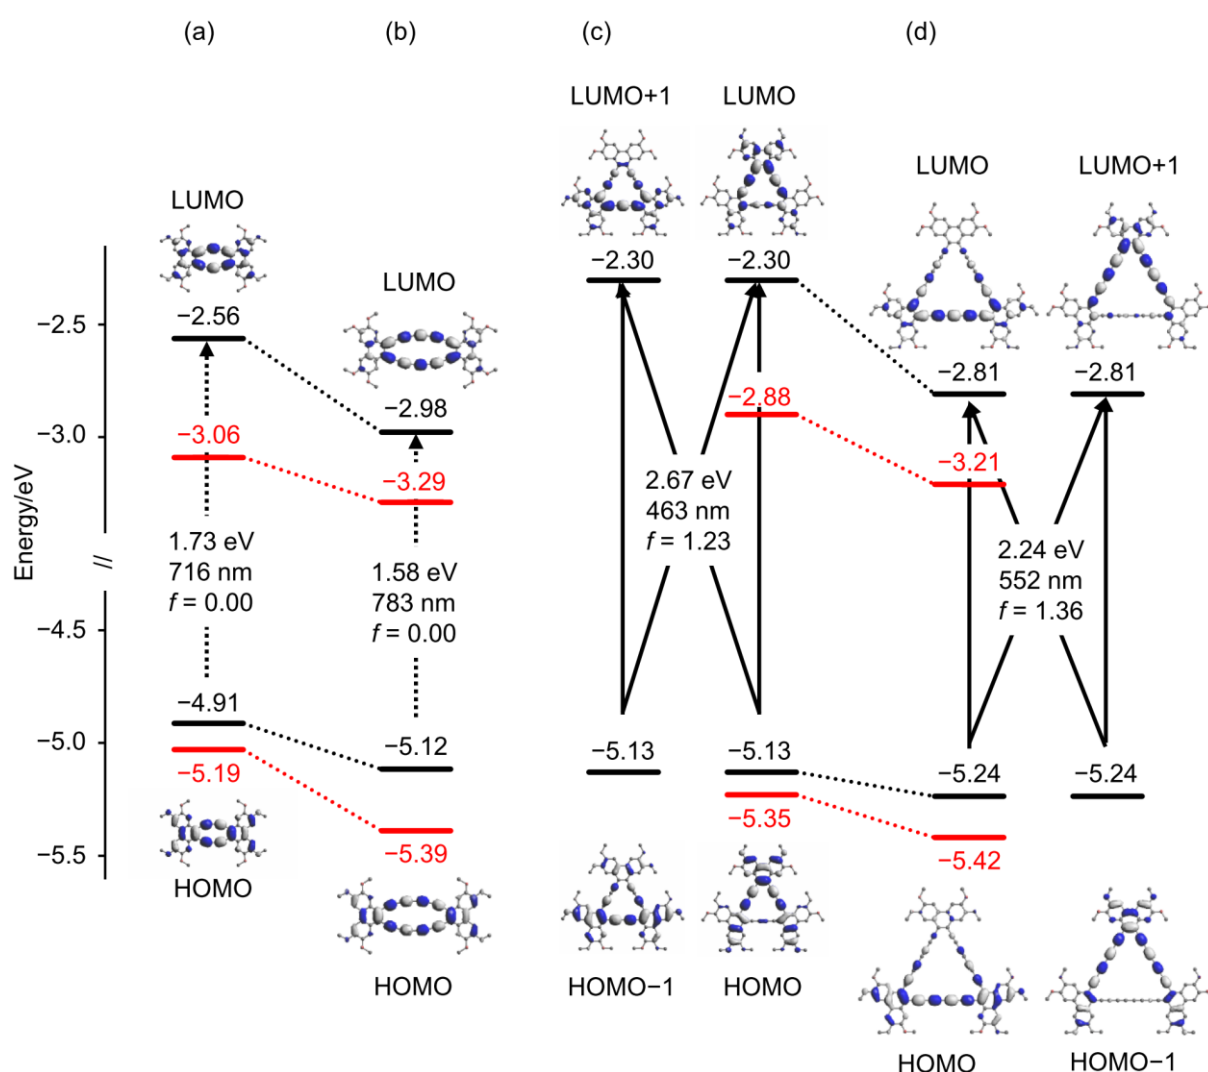 (a)
(b)
(c)
(d)
LUMO+1
LUMO
LUMO
LUMO+1
LUMO
LUMO
−2.30
−2.30
−2.56
−2.81
−2.81
−2.98
−2.88
−3.06
−3.21
−3.29
Energy/eV
−2.5
−3.0
//
−4.5
−5.0
−5.5
1.73 eV
716 nm
f = 0.00
1.58 eV
783 nm
f = 0.00
2.67 eV
463 nm
f = 1.23
2.24 eV
552 nm
f = 1.36
−4.91
−5.12
−5.13
−5.13
−5.24
−5.24
−5.19
−5.35
−5.39
−5.42
HOMO
HOMO
HOMO−1
HOMO
HOMO
HOMO−1